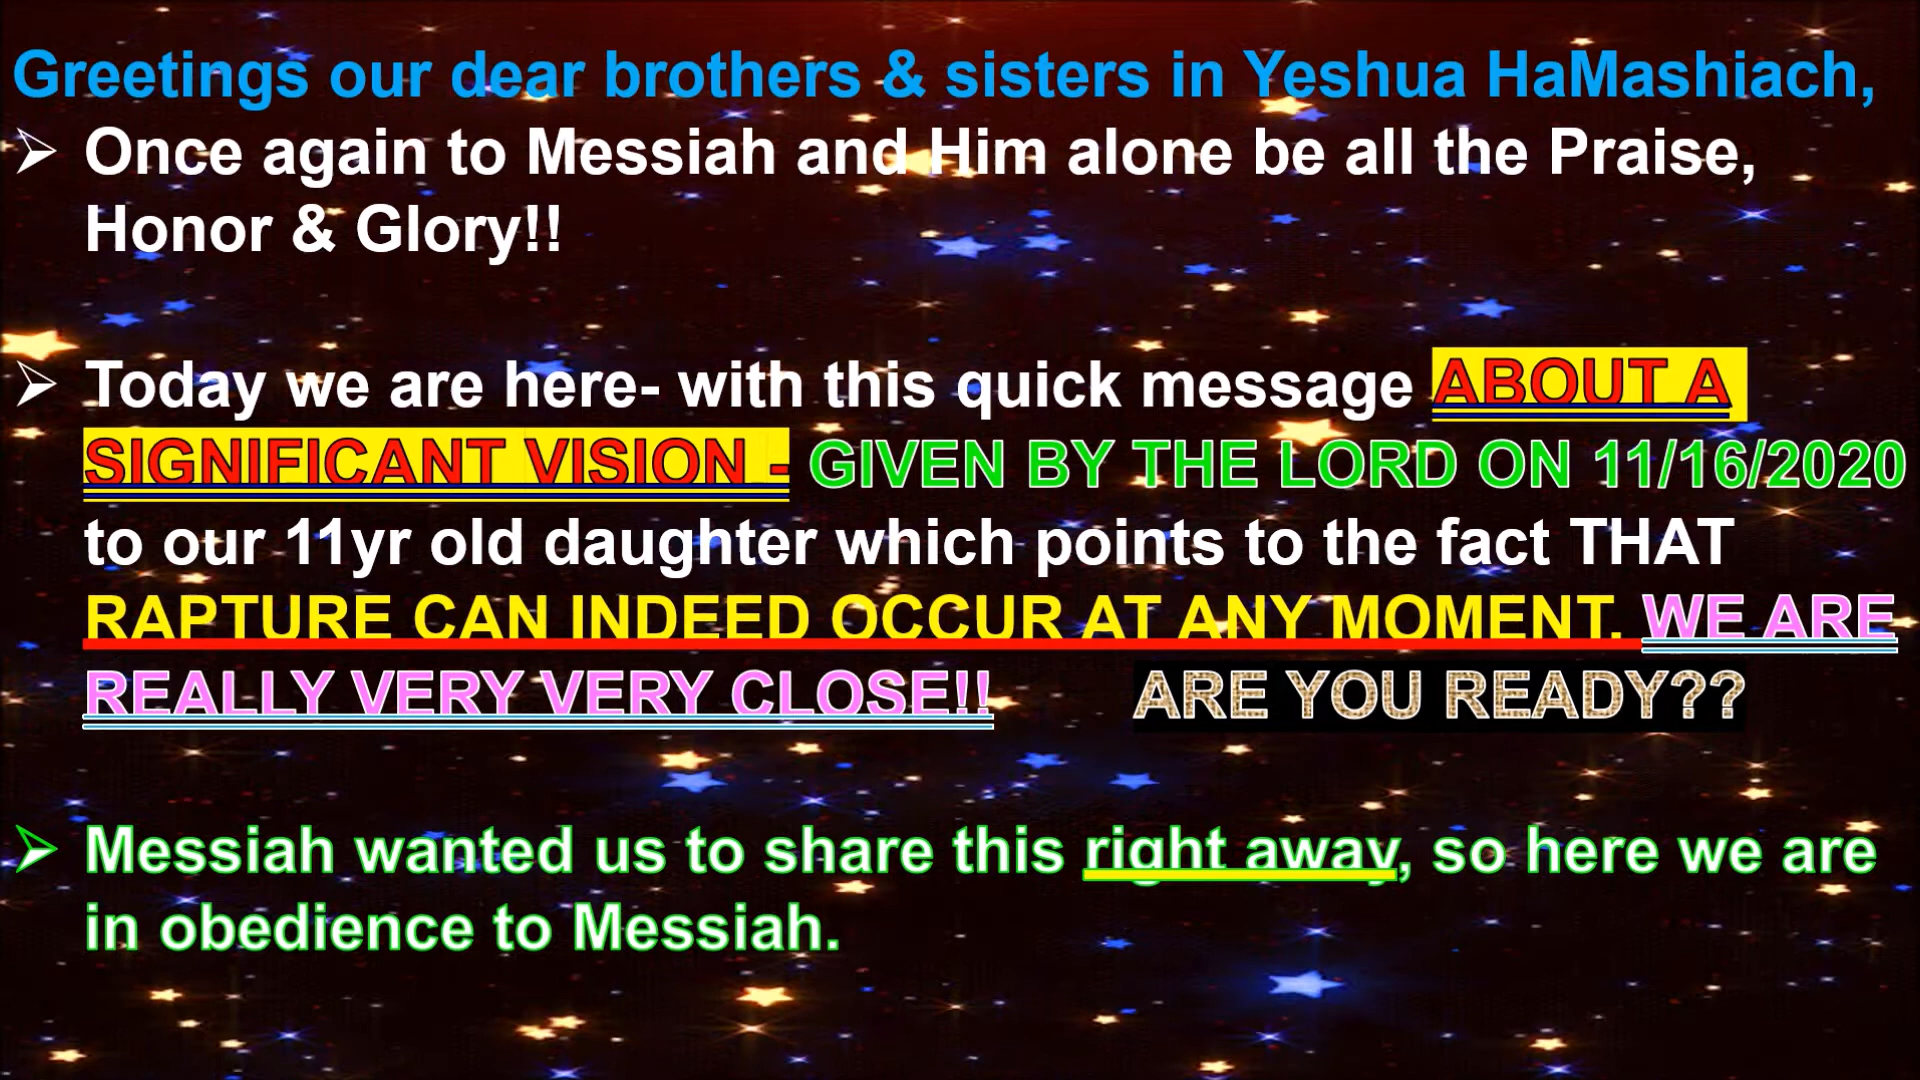 Greetings our dear brothers & sisters in Yeshua HaMashiach,
➢ Once again to Messiah and Him alone be all the Praise,
Honor & Glory!!
➢ Today we are here- with this quick message ABOUT A
SIGNIFICANT VISION - GIVEN BY THE LORD ON 11/16/2020
to our 11yr old daughter which points to the fact THAT
RAPTURE CAN INDEED OCCUR AT ANY MOMENT. WE ARE
REALLY VERY VERY CLOSE!! ARE YOU READY??
➢ Messiah wanted us to share this right away, so here we are
in obedience to Messiah.